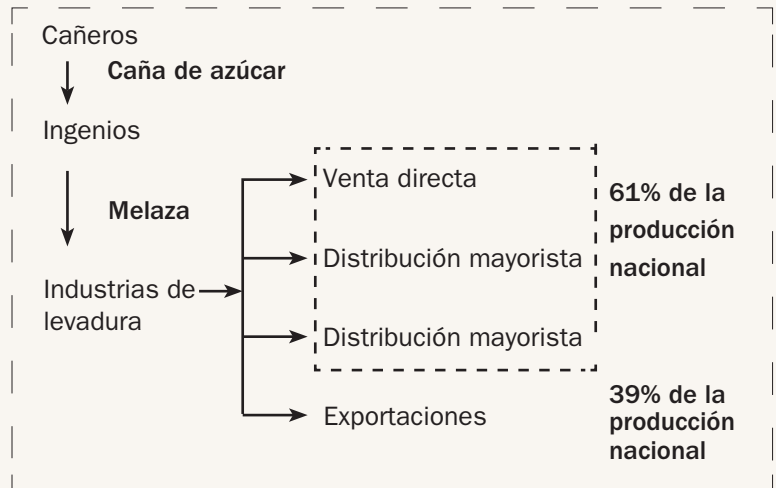 Cañeros
Caña de azúcar
Ingenios
Melaza
Industrias de
levadura
Venta directa
Distribución mayorista
Distribución mayorista
Exportaciones
61% de la
producción
nacional
39% de la
producción
nacional